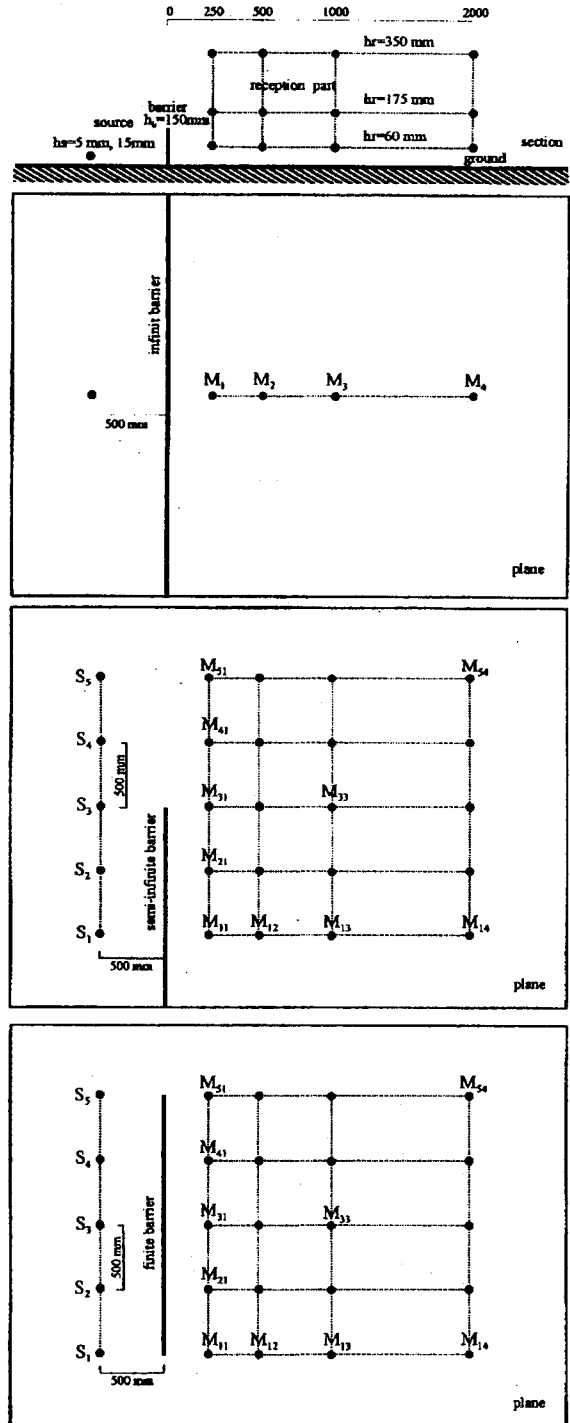 0 250 500 1000 2000
hr=350 mm
reception part
barrier
h₀=150mm
hr=175 mm
source
hs=5 mm, 15mm
hr=60 mm
section
ground
infinit barrier
M₁ M₂ M₃ M₄
500 mm
plane
S₅ M₅₁ M₅₄
S₄ M₄₁
500 mm
S₃ M₃₁ M₃₃
semi-infinite barrier
S₂ M₂₁
S₁ M₁₁ M₁₂ M₁₃ M₁₄
500 mm
plane
S₅ M₅₁ M₅₄
S₄ M₄₁
S₃ M₃₁ M₃₃
500 mm
finite barrier
S₂ M₂₁
S₁ M₁₁ M₁₂ M₁₃ M₁₄
500 mm
plane